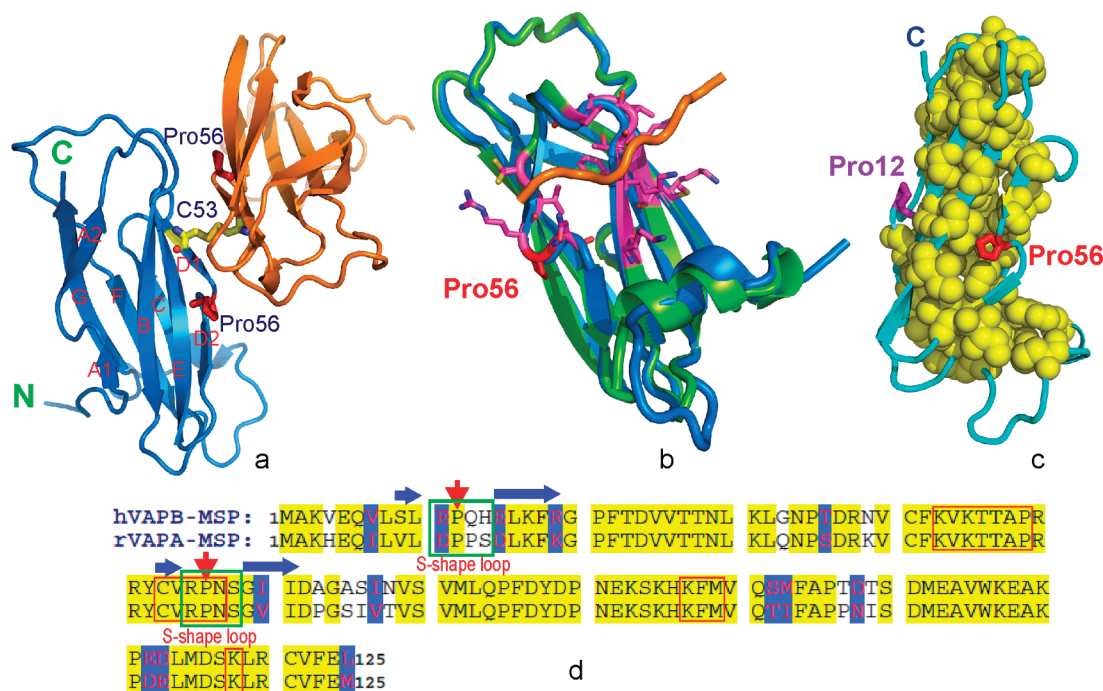 Pro56
C
C53
A2
D1
G
F
C
B
Pro56
D2
A1
E
N
a
Pro56
b
C
Pro12
Pro56
c
hVAPB-MSP: 1MAKVEQVLSL EPQHELKFRG PFTDVVTTNL KLGNPTDRNV CFKVKTTAPR
rVAPA-MSP: 1MAKHEQILVL DPPSDLKFKG PFTDVVTTNL KLQNPSDRKV CFKVKTTAPR
S-shape loop
RYCVRPNSGI IDAGASINVS VMLQPFDYDP NEKSKHKFMV QSMFAPTDTS DMEAVWKEAK
RYCVRPNSGV IDPGSIVTVS VMLQPFDYDP NEKSKHKFMV QTIFAPPNIS DMEAVWKEAK
S-shape loop
PEDLMDSKLR CVFEL125
PDELMDSKLR CVFEM125
d